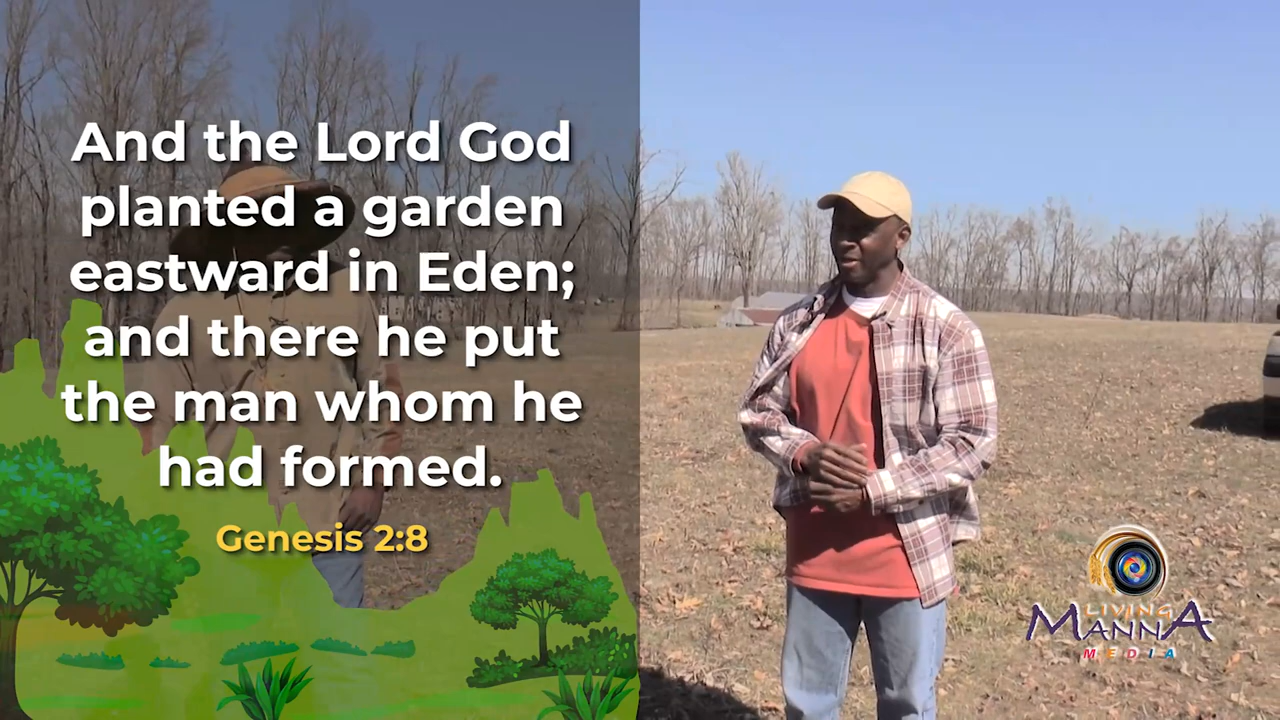 And the Lord God
planted a garden
eastward in Eden;
and there he put
the man whom he
had formed.
Genesis 2:8
LIVING
MANNA
MEDIA